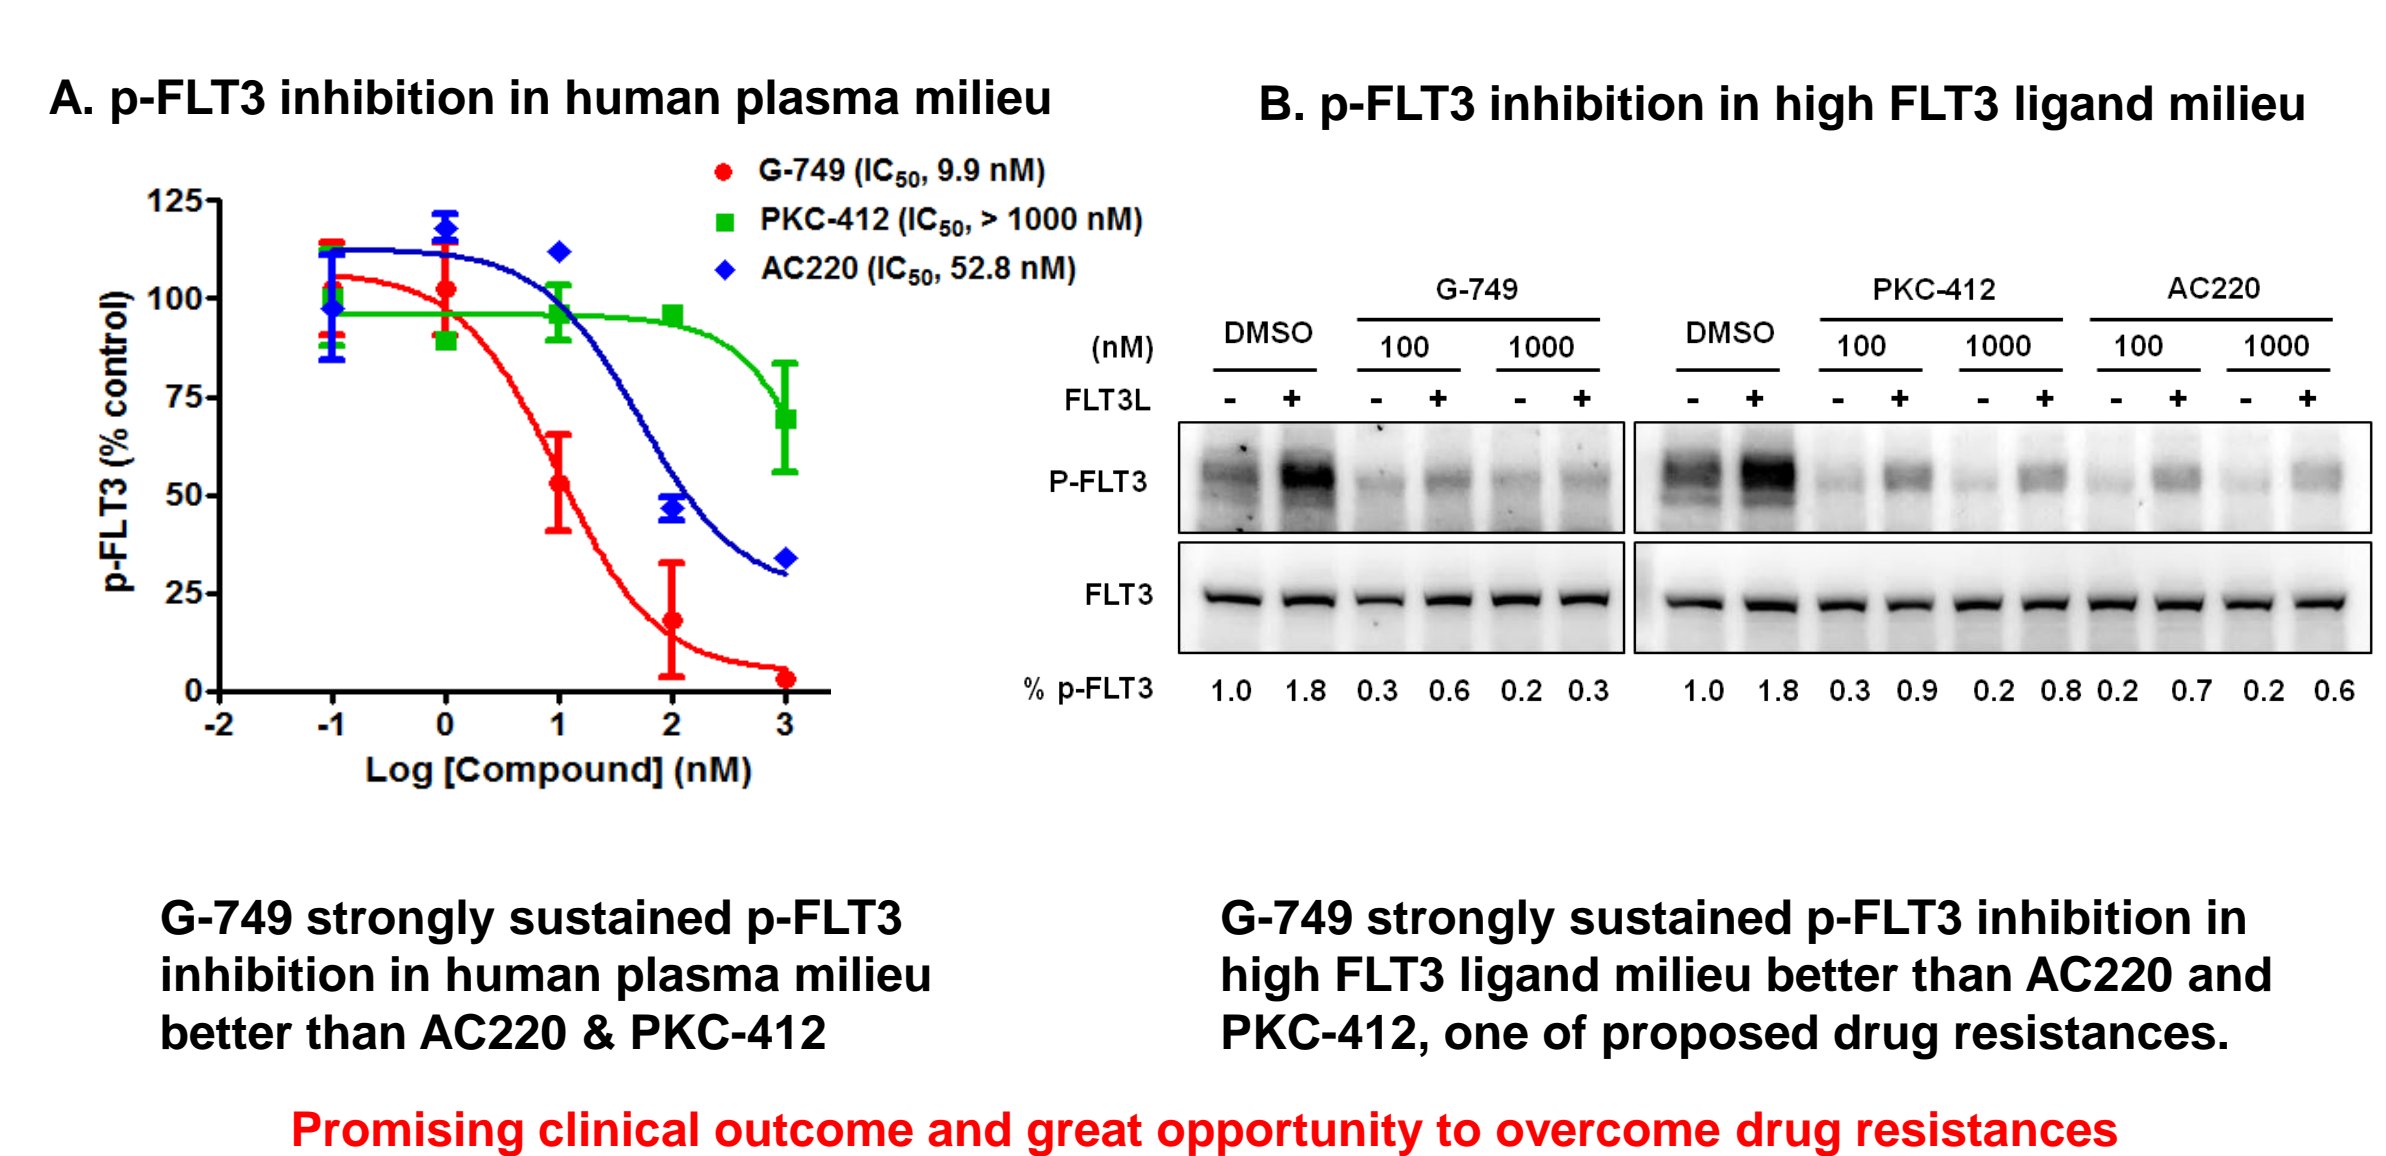 A. p-FLT3 inhibition in human plasma milieu
G-749 (IC50, 9.9 nM)
PKC-412 (IC50, > 1000 nM)
AC220 (IC50, 52.8 nM)
p-FLT3 (% control)
125
100
75
50
25
0
-2 -1 0 1 2 3
Log [Compound] (nM)
B. p-FLT3 inhibition in high FLT3 ligand milieu
G-749 PKC-412 AC220
(nM) DMSO 100 1000 DMSO 100 1000 100 1000
FLT3L - + - + - + - + - + - + - + - +
P-FLT3
FLT3
% p-FLT3 1.0 1.8 0.3 0.6 0.2 0.3 1.0 1.8 0.3 0.9 0.2 0.8 0.2 0.7 0.2 0.6
G-749 strongly sustained p-FLT3
inhibition in human plasma milieu
better than AC220 & PKC-412
G-749 strongly sustained p-FLT3 inhibition in
high FLT3 ligand milieu better than AC220 and
PKC-412, one of proposed drug resistances.
Promising clinical outcome and great opportunity to overcome drug resistances